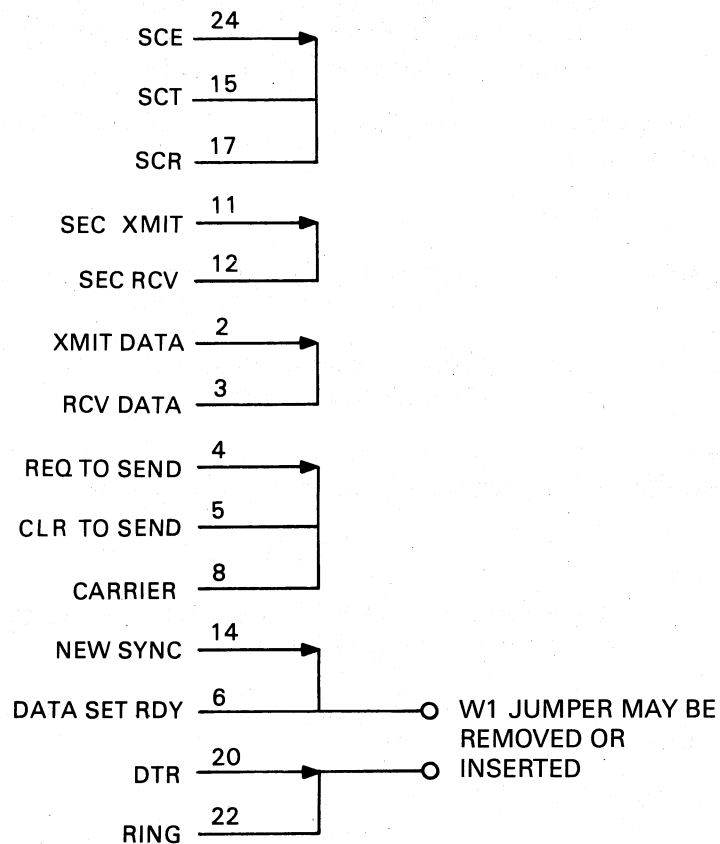 SCE 24
SCT 15
SCR 17
SEC XMIT 11
SEC RCV 12
XMIT DATA 2
RCV DATA 3
REQ TO SEND 4
CLR TO SEND 5
CARRIER 8
NEW SYNC 14
DATA SET RDY 6
W1 JUMPER MAY BE
REMOVED OR
INSERTED
DTR 20
RING 22